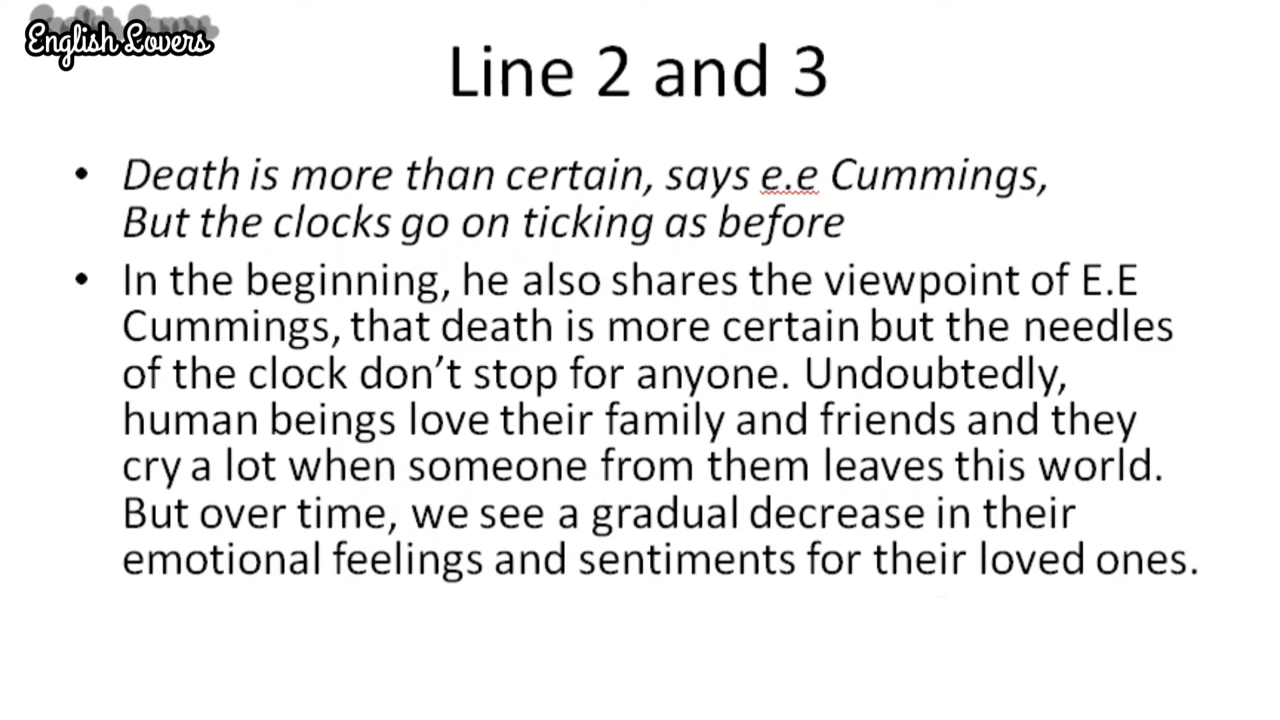 English Lovers
Line 2 and 3
• Death is more than certain, says e.e Cummings,
But the clocks go on ticking as before
• In the beginning, he also shares the viewpoint of E.E
Cummings, that death is more certain but the needles
of the clock don’t stop for anyone. Undoubtedly,
human beings love their family and friends and they
cry a lot when someone from them leaves this world.
But over time, we see a gradual decrease in their
emotional feelings and sentiments for their loved ones.